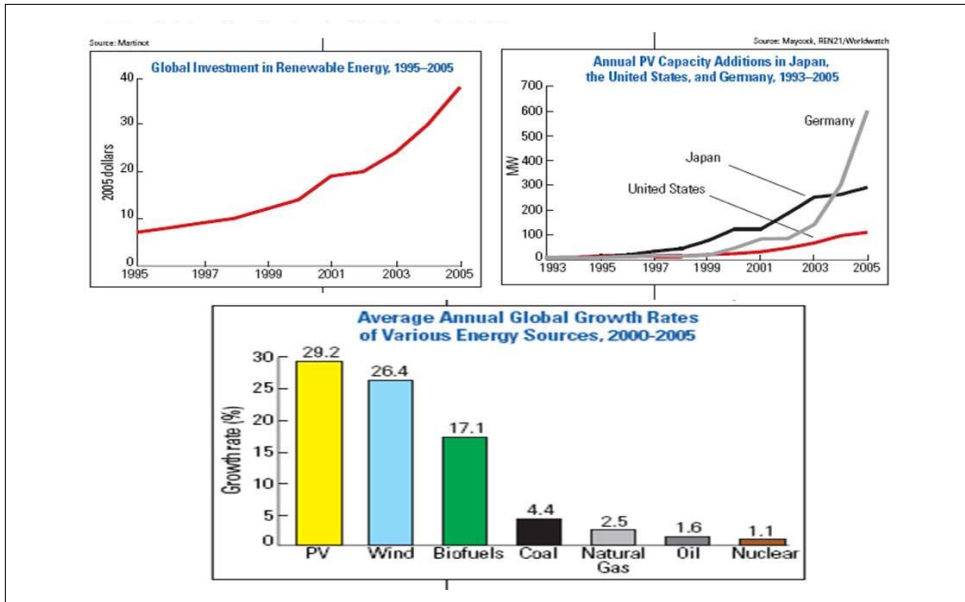 Source: Martinot
Global Investment in Renewable Energy, 1995–2005
2005 dollars
40
30
20
10
0
1995 1997 1999 2001 2003 2005
Source: Maycock, REN21/Worldwatch
Annual PV Capacity Additions in Japan,
the United States, and Germany, 1993–2005
MW
700
600
500
400
300
200
100
0
Germany
Japan
United States
1993 1995 1997 1999 2001 2003 2005
Average Annual Global Growth Rates
of Various Energy Sources, 2000-2005
Growth rate (%)
30
25
20
15
10
5
0
29.2
26.4
17.1
4.4
2.5
1.6
1.1
PV Wind Biofuels Coal Natural Oil Nuclear
Gas